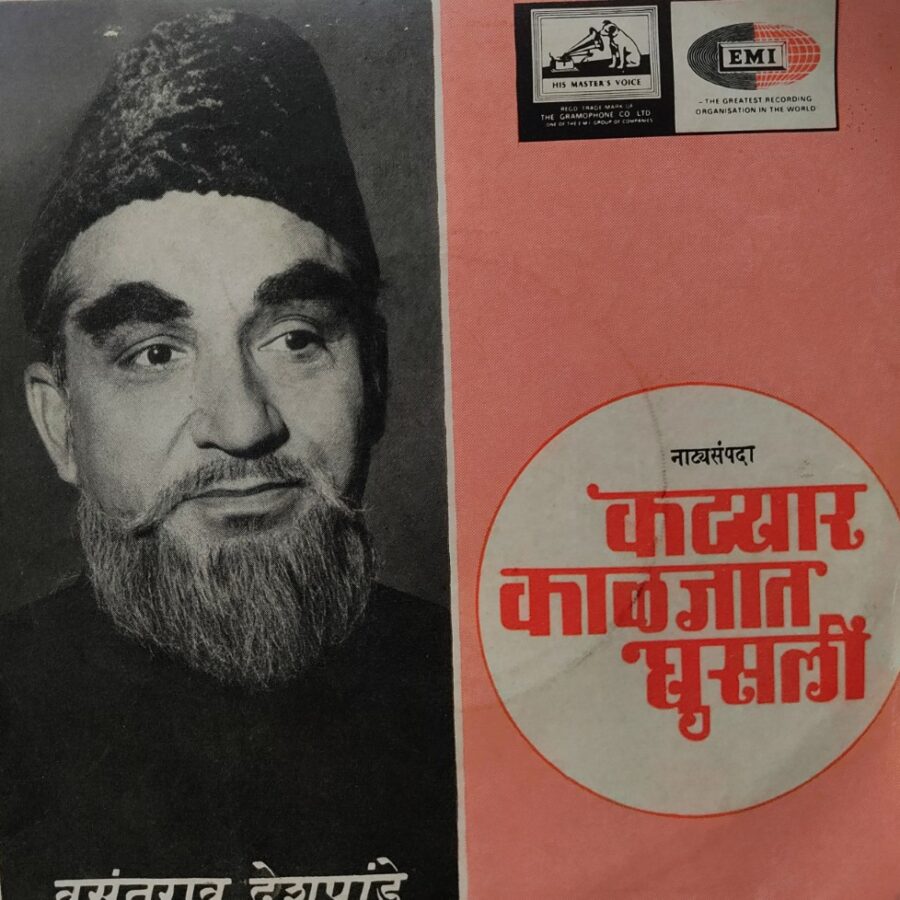 HIS MASTER'S VOICE
REGD. TRADE MARK OF
THE GRAMOPHONE CO LTD
ONE OF THE E M I GROUP OF COMPANIES
EMI
– THE GREATEST RECORDING
ORGANISATION IN THE WORLD
नाट्यसंपदा
कट्यार
काळजात
घुसली
वसंतराव देशपांडे